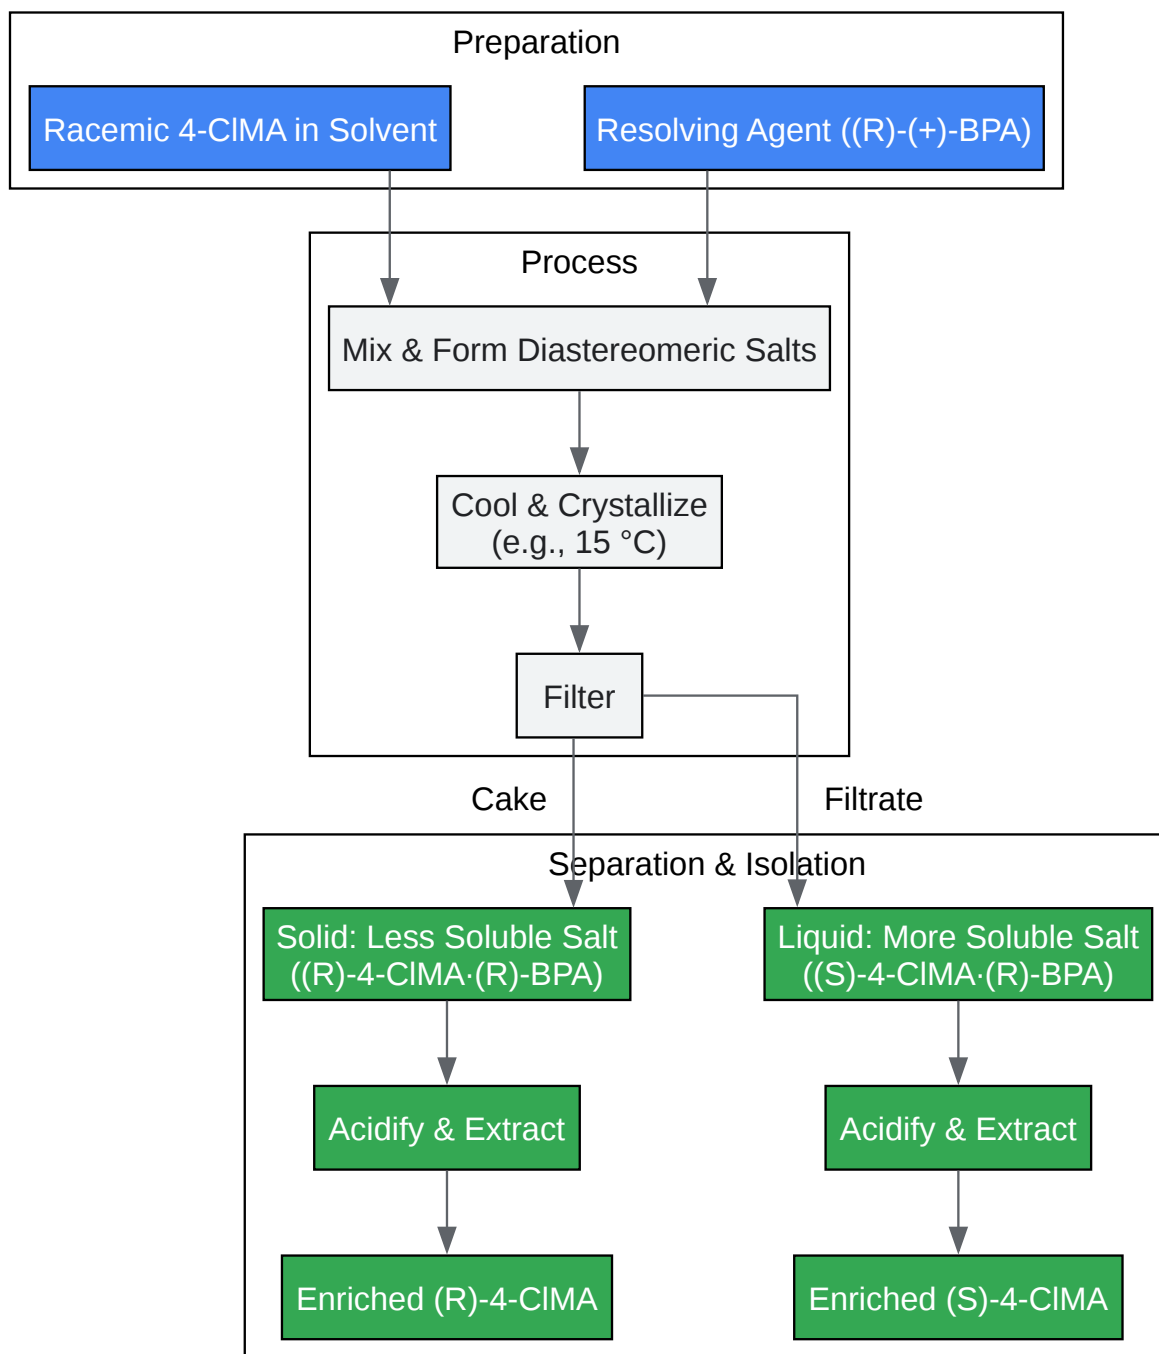 Preparation
Racemic 4-ClMA in Solvent
Resolving Agent ((R)-(+)-BPA)
Process
Mix & Form Diastereomeric Salts
Cool & Crystallize
(e.g., 15 °C)
Filter
Cake
Filtrate
Separation & Isolation
Solid: Less Soluble Salt
((R)-4-ClMA·(R)-BPA)
Liquid: More Soluble Salt
((S)-4-ClMA·(R)-BPA)
Acidify & Extract
Acidify & Extract
Enriched (R)-4-ClMA
Enriched (S)-4-ClMA